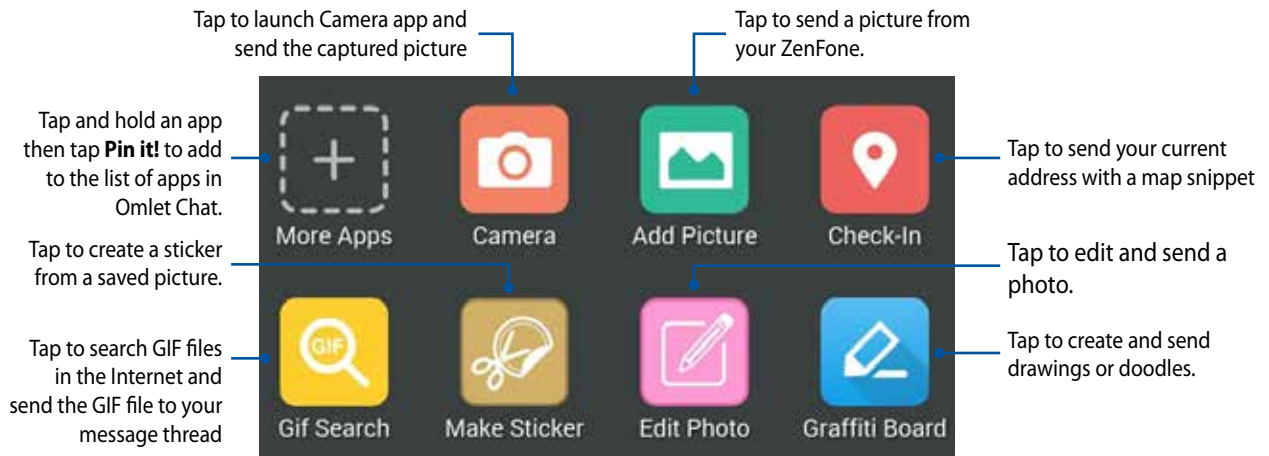 Tap to launch Camera app and
send the captured picture
Tap to send a picture from
your ZenFone.
Tap and hold an app
then tap Pin it! to add
to the list of apps in
Omlet Chat.
Tap to send your current
address with a map snippet
More Apps
Camera
Add Picture
Check-In
Tap to create a sticker
from a saved picture.
Tap to edit and send a
photo.
Tap to search GIF files
in the Internet and
send the GIF file to your
message thread
GIF
Tap to create and send
drawings or doodles.
Gif Search
Make Sticker
Edit Photo
Graffiti Board